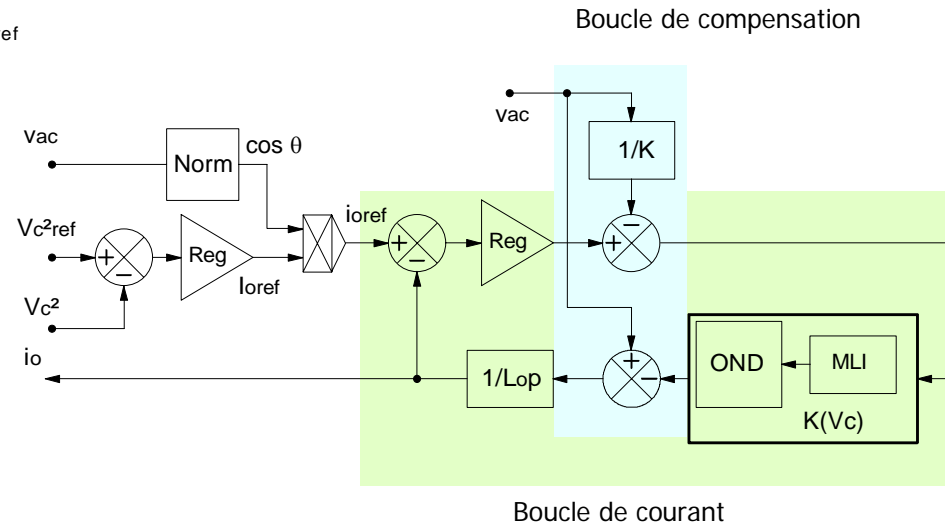 Boucle de compensation
ref
vac
vac
cos θ
Norm
1/K
Vc²ref
ioref
+
−
Reg
Ioref
+
−
Reg
+
−
Vc²
io
1/Lop
+
−
OND
MLI
K(Vc)
Boucle de courant